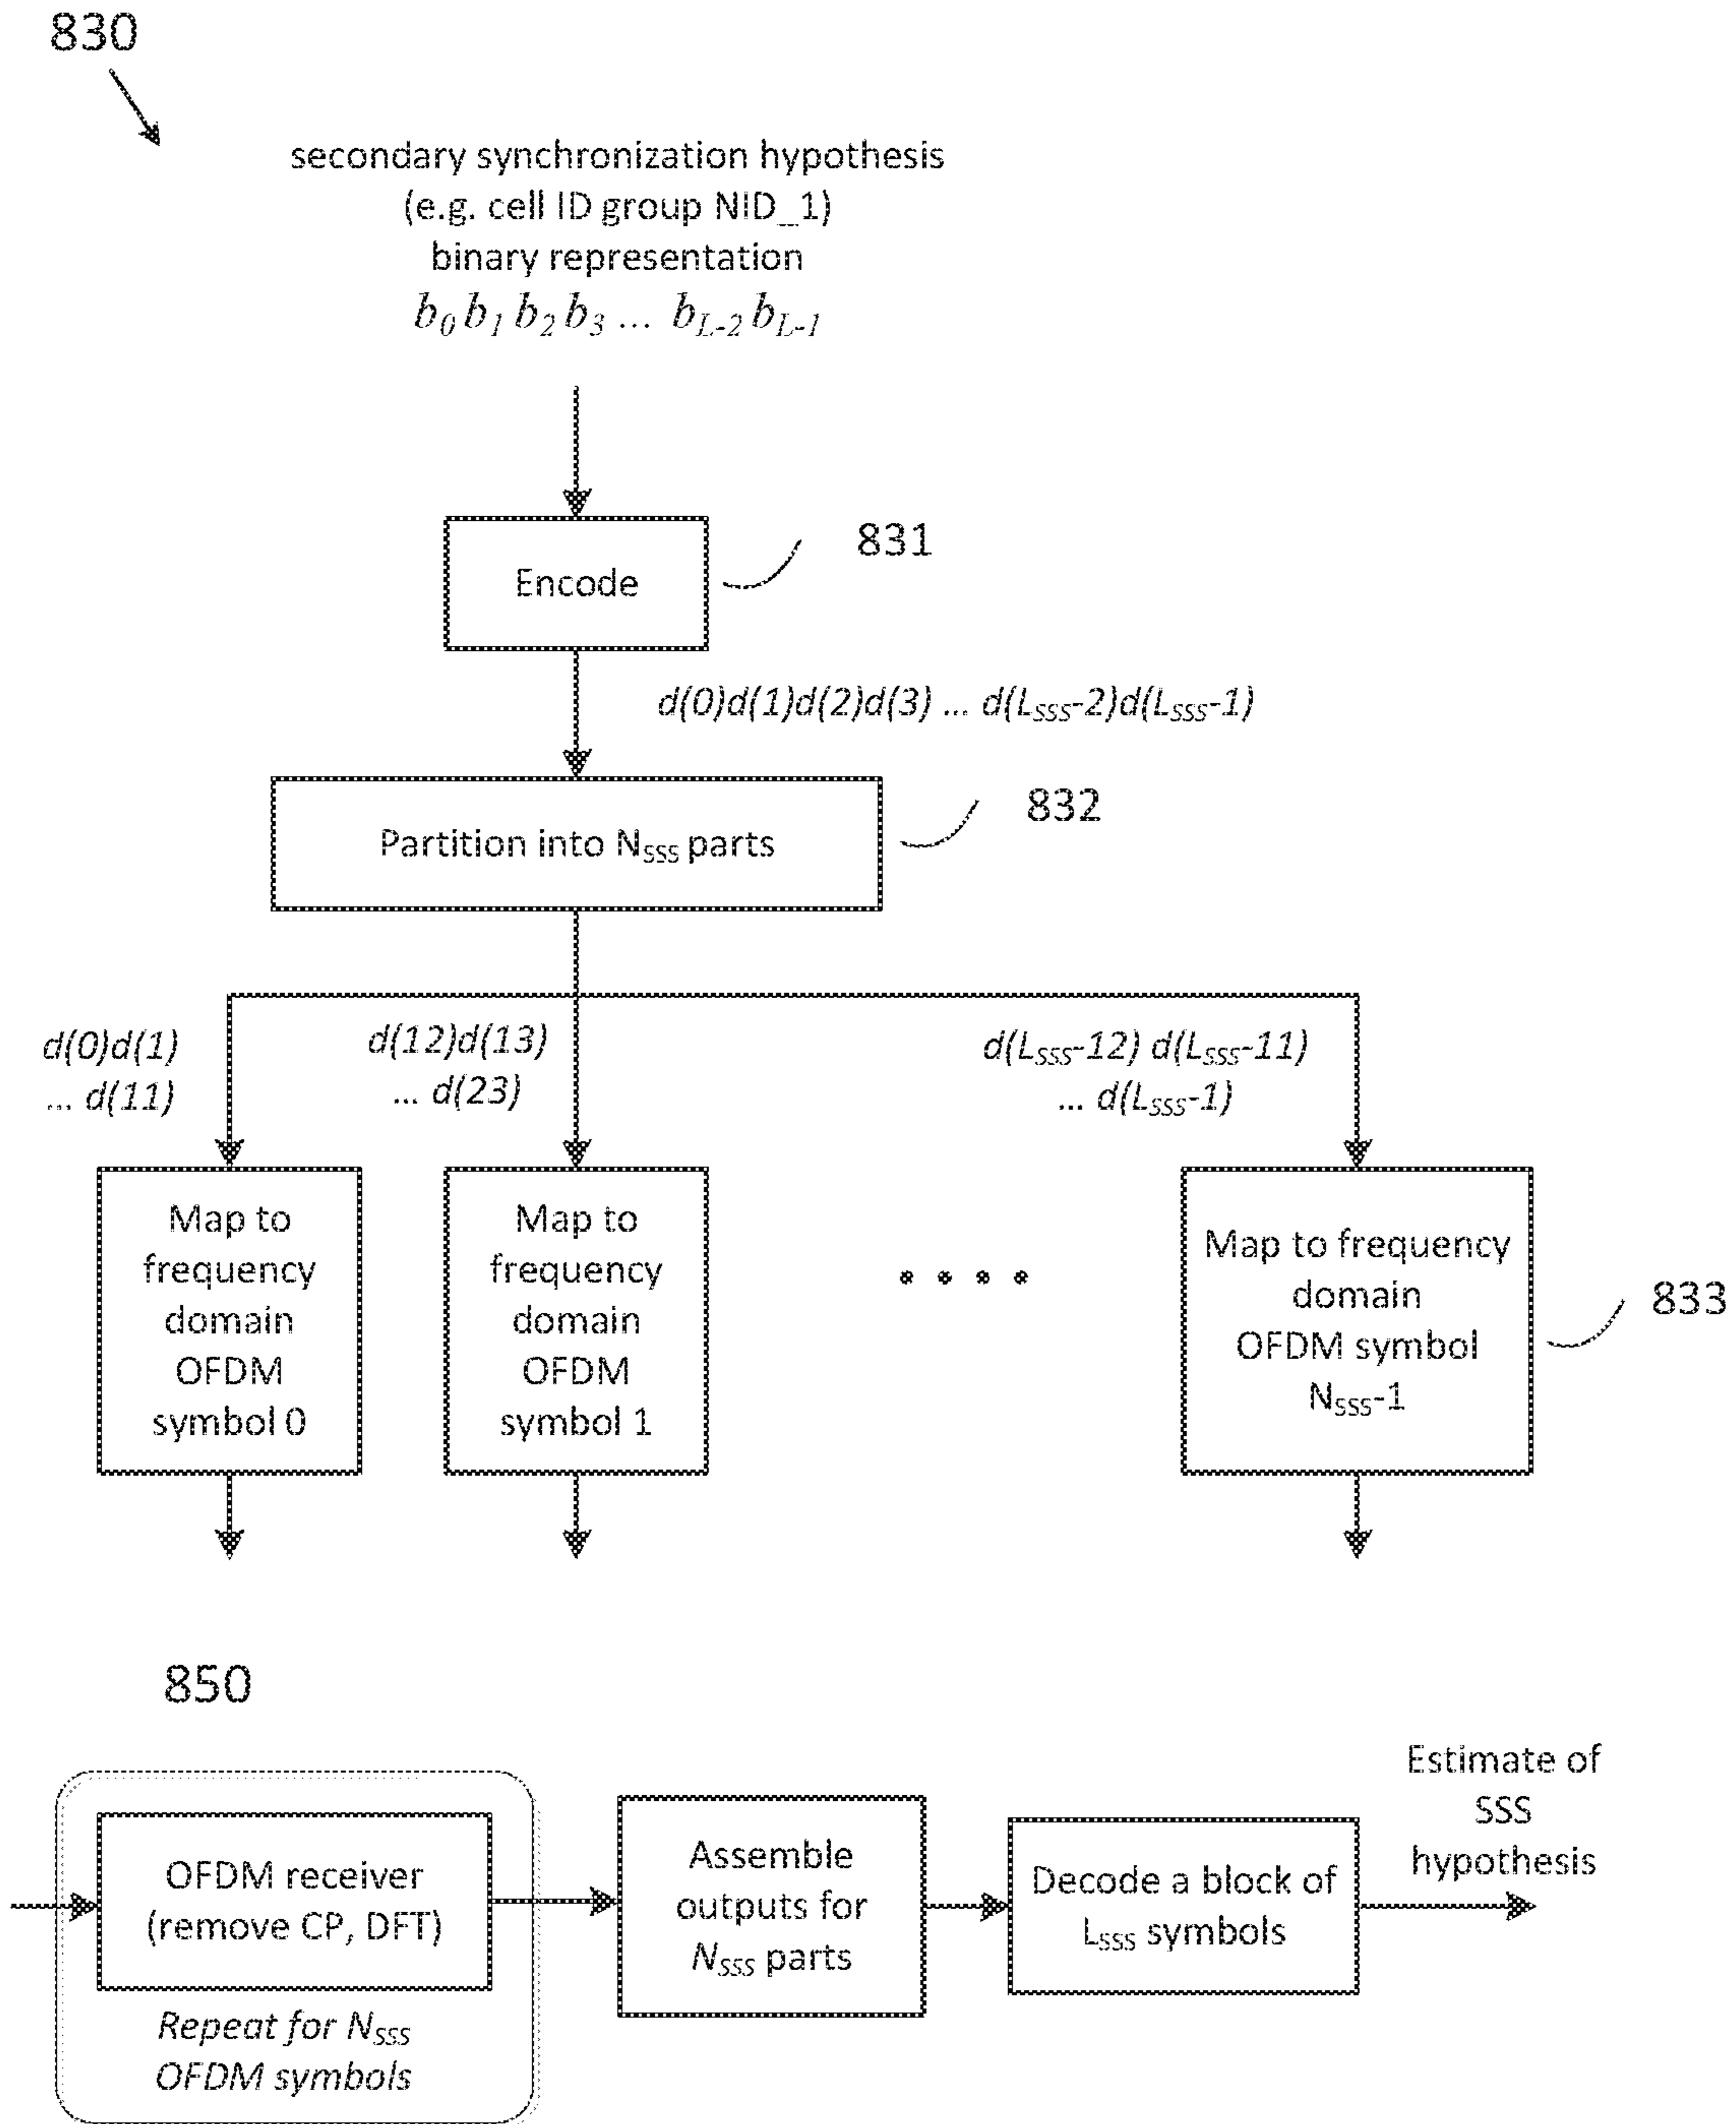 830
secondary synchronization hypothesis
(e.g. cell ID group NID_1)
binary representation
b0 b1 b2 b3 ... bL-2 bL-1
831
Encode
d(0)d(1)d(2)d(3) ... d(LSSS-2)d(LSSS-1)
832
Partition into NSSS parts
d(0)d(1)
... d(11)
d(12)d(13)
... d(23)
d(LSSS-12) d(LSSS-11)
... d(LSSS-1)
Map to
frequency
domain
OFDM
symbol 0
Map to
frequency
domain
OFDM
symbol 1
Map to frequency
domain
OFDM symbol
NSSS-1
833
850
OFDM receiver
(remove CP, DFT)
Repeat for NSSS
OFDM symbols
Assemble
outputs for
NSSS parts
Decode a block of
LSSS symbols
Estimate of
SSS
hypothesis